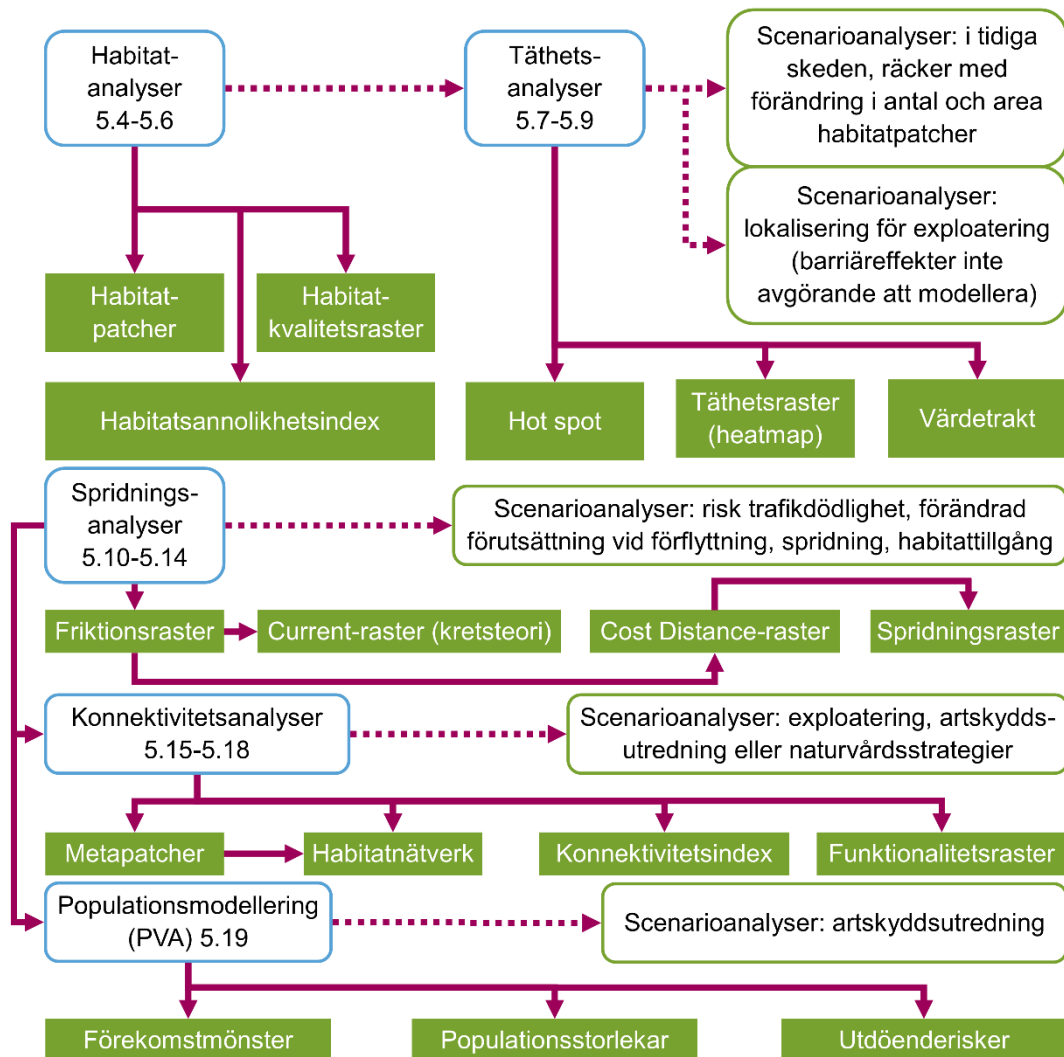 Habitat-
analyser
5.4-5.6
Täthets-
analyser
5.7-5.9
Scenarioanalyser: i tidiga
skeden, räcker med
förändring i antal och area
habitatpatcher
Scenarioanalyser:
lokalisering för exploatering
(barriäreffekter inte
avgörande att modellera)
Habitat-
patcher
Habitat-
kvalitetsraster
Habitatsannolikhetsindex
Hot spot
Täthetsraster
(heatmap)
Värdetrakt
Spridnings-
analyser
5.10-5.14
Scenarioanalyser: risk trafikdödlighet, förändrad
förutsättning vid förflyttning, spridning, habitattillgång
Friktionsraster
Current-raster (kretsteori)
Cost Distance-raster
Spridningsraster
Konnektivitetsanalyser
5.15-5.18
Scenarioanalyser: exploatering, artskydds-
utredning eller naturvårdsstrategier
Metapatcher
Habitatnätverk
Konnektivitetsindex
Funktionalitetsraster
Populationsmodellering
(PVA) 5.19
Scenarioanalyser: artskyddsutredning
Förekomstmönster
Populationsstorlekar
Utdöenderisker